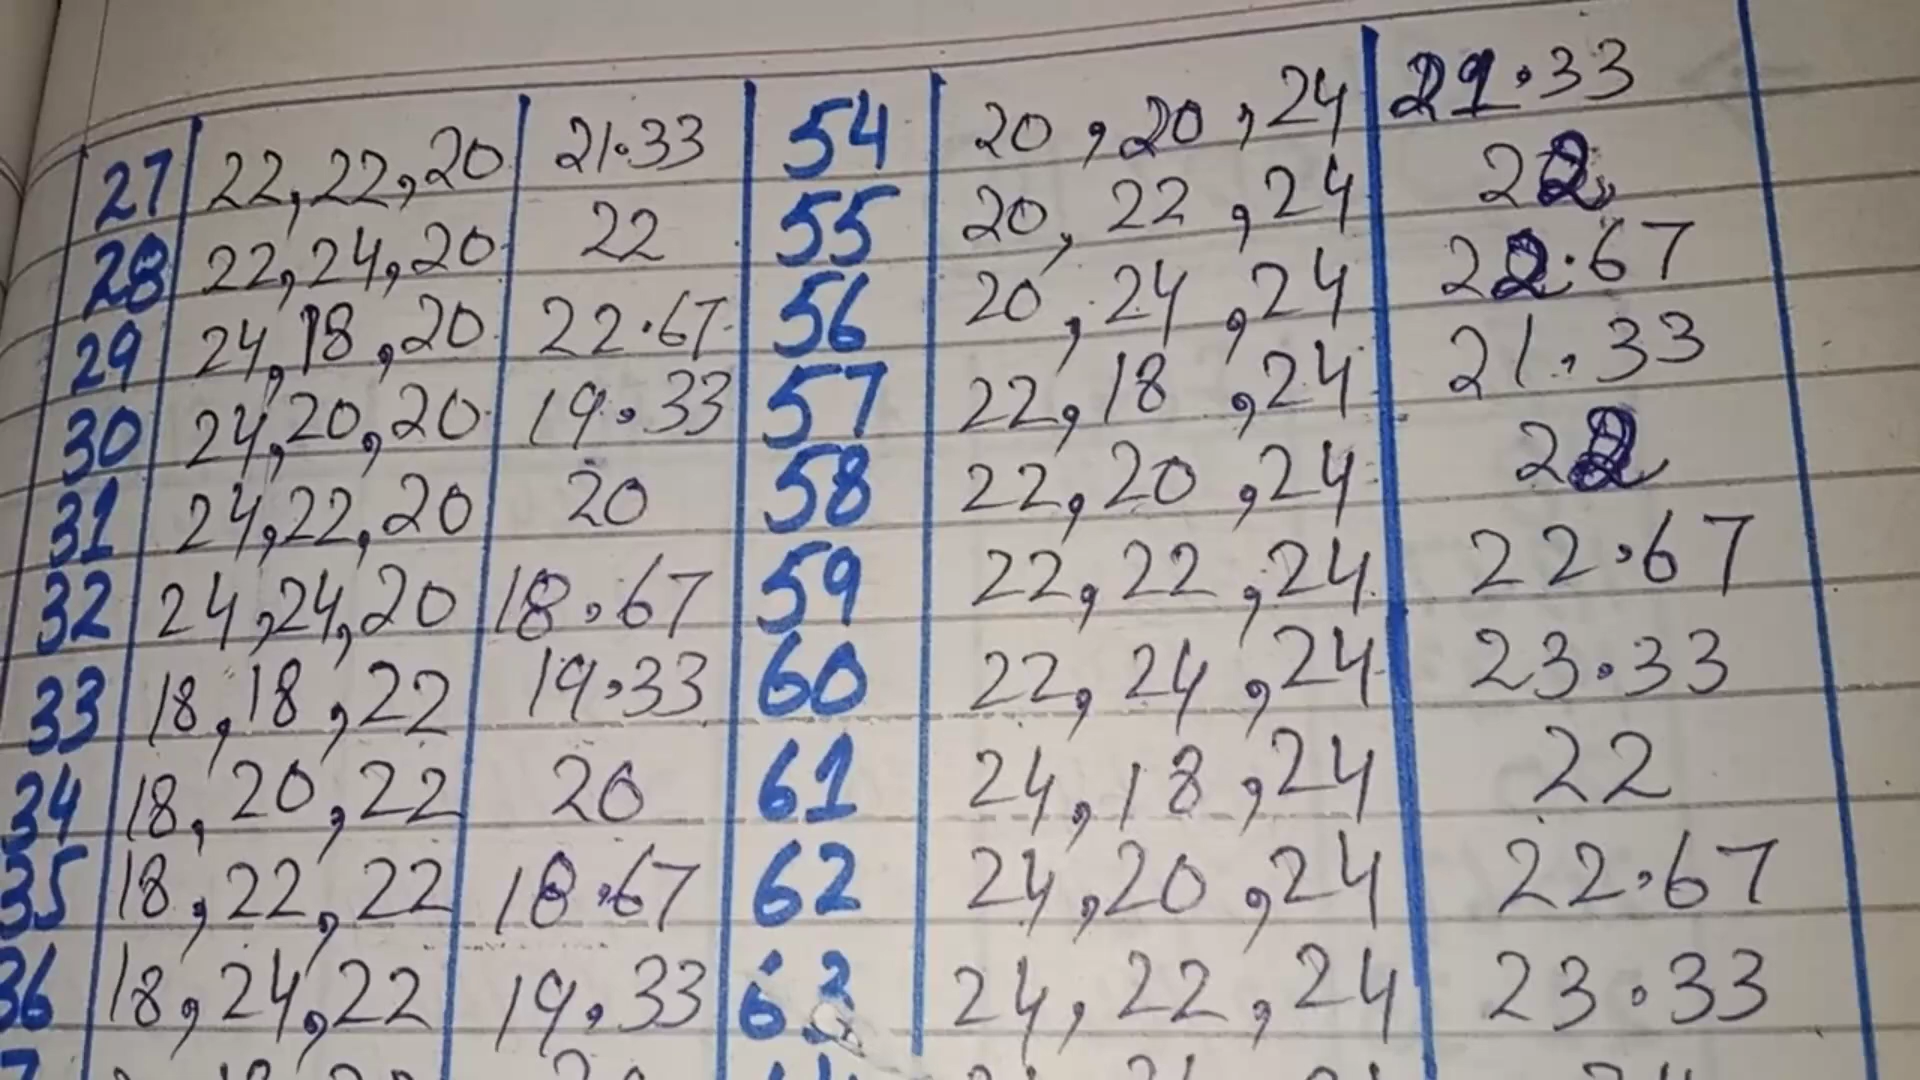 27 22,22,20 21.33 54 20,20,24 21.33
28 22,24,20 22 55 20,22,24 22
29 24,18,20 22.67 56 20,24,24 22.67
30 24,20,20 19.33 57 22,18,24 21.33
31 24,22,20 20 58 22,20,24 22
32 24,24,20 18.67 59 22,22,24 22.67
33 18,18,22 19.33 60 22,24,24 23.33
34 18,20,22 20 61 24,18,24 22
35 18,22,22 18.67 62 24,20,24 22.67
36 18,24,22 19.33 63 24,22,24 23.33